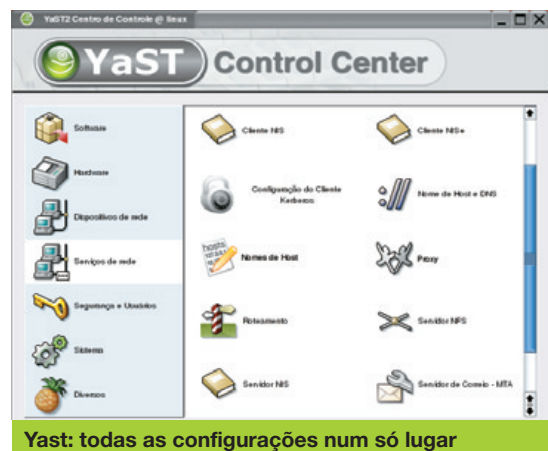 YaST2 Centro de Controle @ linux
YaST Control Center
Software
Hardware
Dispositivos de rede
Serviços de rede
Segurança e Usuários
Sistema
Diversos
Cliente NIS
Cliente NIS+
Configuração do Cliente
Kerberos
Nome de Host e DNS
hosts
Nomes de Host
Proxy
Roteamento
Servidor NFS
Servidor NIS
Servidor de Correio - MTA
Yast: todas as configurações num só lugar